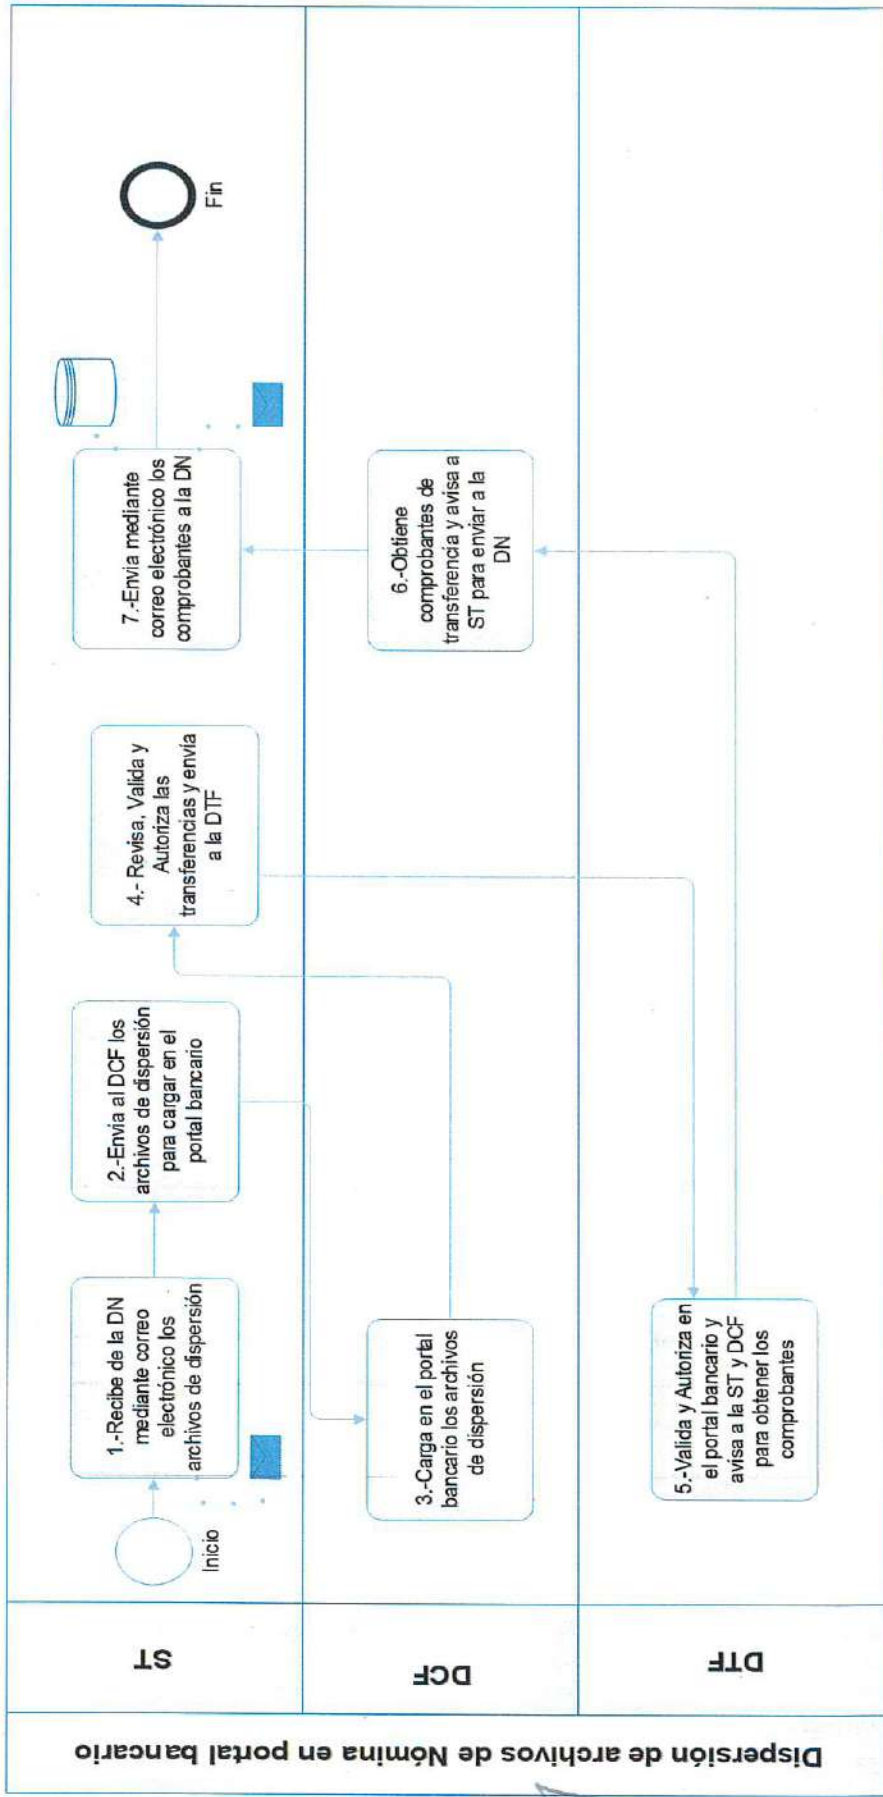 Dispersión de archivos de Nómina en portal bancario
ST
DCF
DTF
Inicio
1.-Recibe de la DN
mediante correo
electrónico los
archivos de dispersión
2.-Envia al DCF los
archivos de dispersión
para cargar en el
portal bancario
3.-Carga en el portal
bancario los archivos
de dispersión
4.- Revisa, Valida y
Autoriza las
transferencias y envía
a la DTF
5.-Valida y Autoriza en
el portal bancario y
avisa a la ST y DCF
para obtener los
comprobantes
6.-Obtiene
comprobantes de
transferencia y avisa a
ST para enviar a la
DN
7.-Envia mediante
correo electrónico los
comprobantes a la DN
Fin